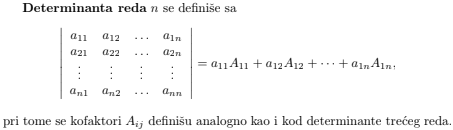 Determinanta reda n se definiše sa
| a₁₁ a₁₂ … a₁ₙ |
| a₂₁ a₂₂ … a₂ₙ |
| ⋮ ⋮ ⋮ ⋮ | = a₁₁A₁₁ + a₁₂A₁₂ + ⋯ + a₁ₙA₁ₙ,
| aₙ₁ aₙ₂ … aₙₙ |
pri tome se kofaktori Aᵢⱼ definišu analogno kao i kod determinante trećeg reda.